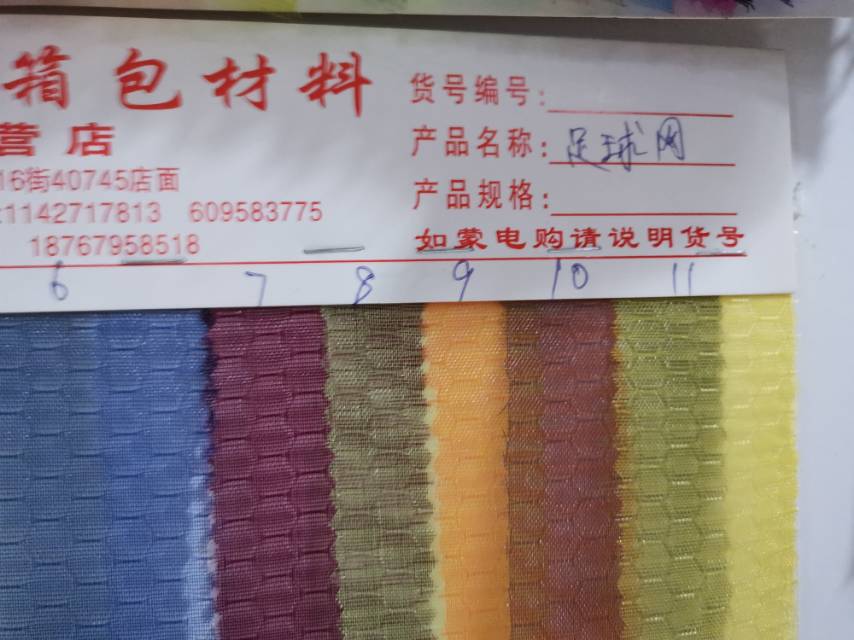 箱包材料
营店
16街40745店面
:1142717813 609583775
18767958518
货号编号:
产品名称: 足球网
产品规格:
如蒙电购请说明货号
6 7 8 9 10 11